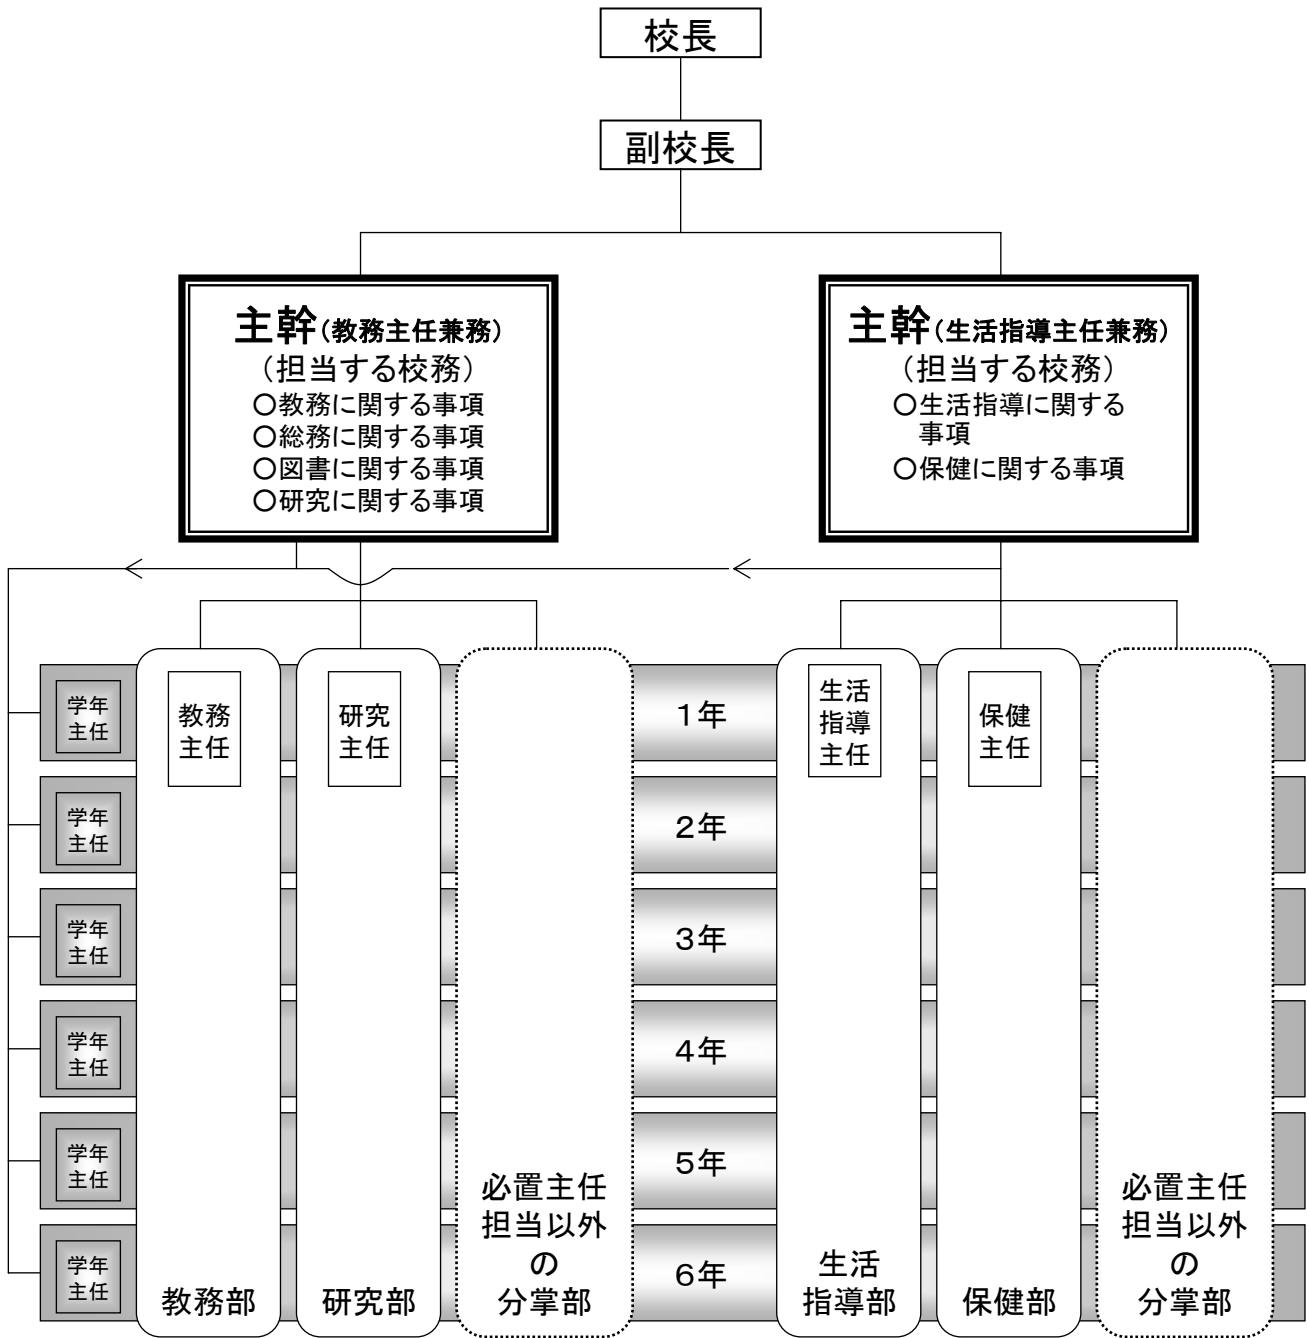 校長
副校長
主幹(教務主任兼務)
(担当する校務)
○教務に関する事項
○総務に関する事項
○図書に関する事項
○研究に関する事項
主幹(生活指導主任兼務)
(担当する校務)
○生活指導に関する
事項
○保健に関する事項
学年
主任
教務
主任
研究
主任
1年
生活
指導
主任
保健
主任
学年
主任
2年
学年
主任
3年
学年
主任
4年
学年
主任
5年
学年
主任
6年
教務部
研究部
必置主任
担当以外
の
分掌部
生活
指導部
保健部
必置主任
担当以外
の
分掌部